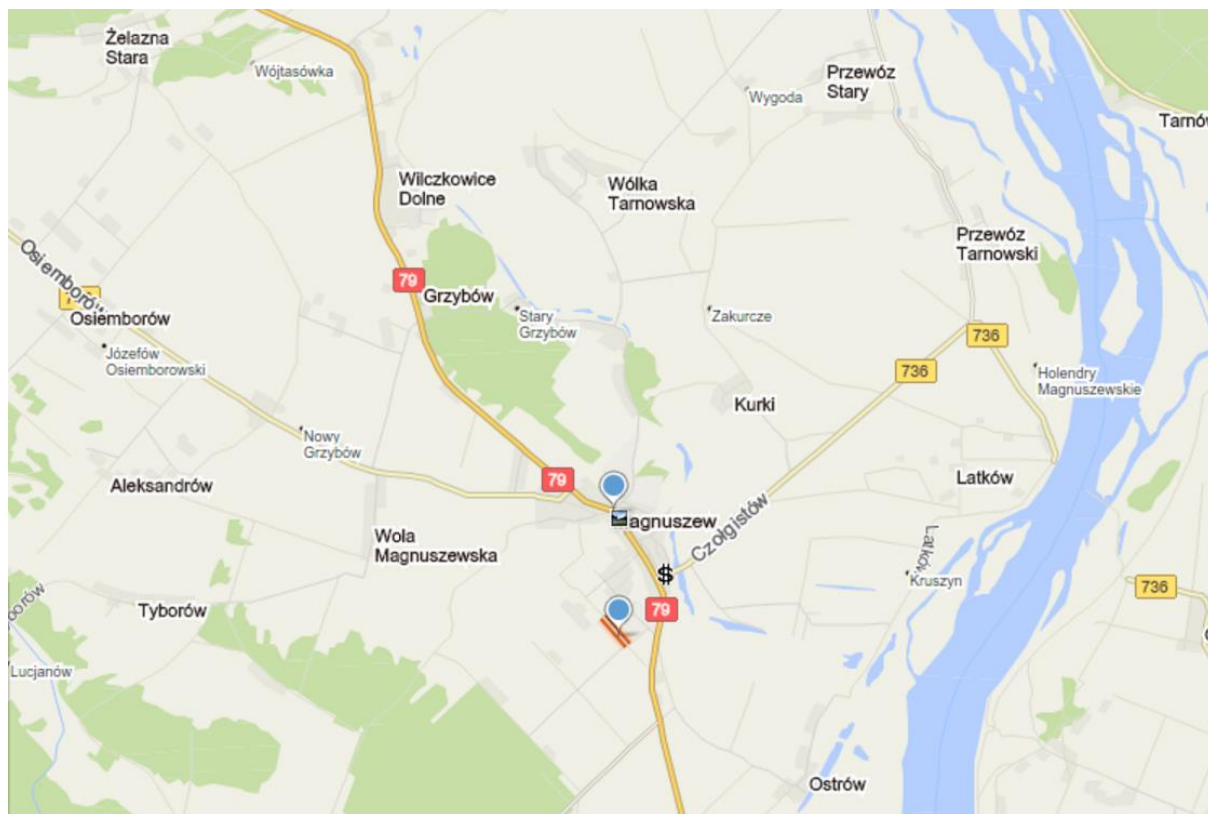 Żelazna
Stara
Wójtasówka
Przewóz
Stary
Wygoda
Tarnów
Wilczkowice
Dolne
Wólka
Tarnowska
Przewóz
Tarnowski
Osiemborów
79
Grzybów
Osiemborów
Stary
Grzybów
Zakurcze
736
Józefów
Osiemborowski
736
Holendry
Magnuszewskie
Kurki
Nowy
Grzybów
79
Aleksandrów
Latków
agnuszew
Czołgistów
Wola
Magnuszewska
Latków
$
Kruszyn
736
Tyborów
79
Lucjanów
Ostrów